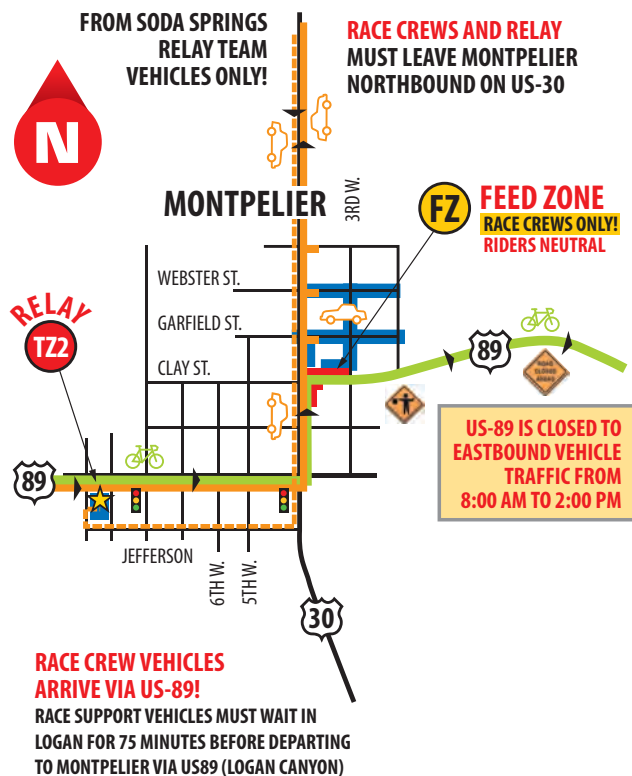 FROM SODA SPRINGS
RELAY TEAM
VEHICLES ONLY!
RACE CREWS AND RELAY
MUST LEAVE MONTPELIER
NORTHBOUND ON US-30
N
MONTPELIER
3RD W.
FZ
FEED ZONE
RACE CREWS ONLY!
RIDERS NEUTRAL
WEBSTER ST.
GARFIELD ST.
CLAY ST.
RELAY
TZ2
89
ROAD
CLOSED
AHEAD
US-89 IS CLOSED TO
EASTBOUND VEHICLE
TRAFFIC FROM
8:00 AM TO 2:00 PM
89
JEFFERSON
6TH W.
5TH W.
30
RACE CREW VEHICLES
ARRIVE VIA US-89!
RACE SUPPORT VEHICLES MUST WAIT IN
LOGAN FOR 75 MINUTES BEFORE DEPARTING
TO MONTPELIER VIA US89 (LOGAN CANYON)